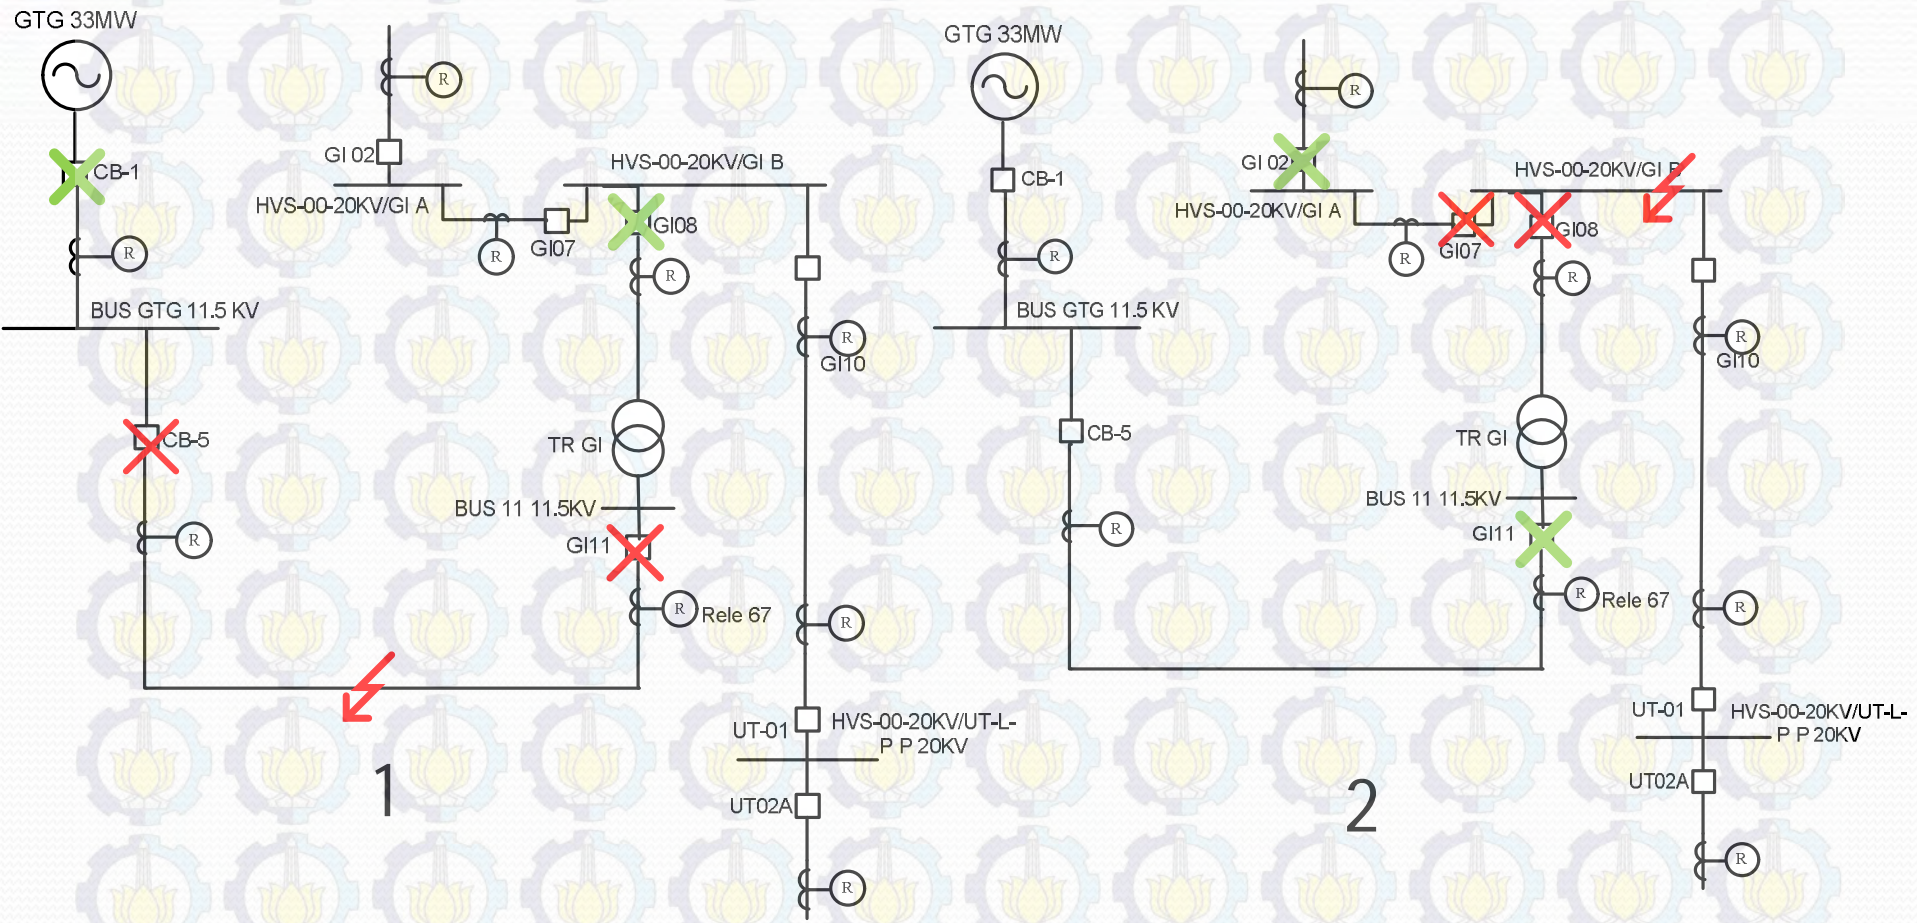 GTG 33MW
R
GI 02
CB-1
HVS-00-20KV/GI B
HVS-00-20KV/GI A
GI07
GI08
R
R
R
BUS GTG 11.5 KV
R
GI10
CB-5
TR GI
BUS 11 11.5KV
GI11
R
R
Rele 67
R
UT-01
HVS-00-20KV/UT-L-
P P 20KV
UT02A
R
1
GTG 33MW
R
GI 02
CB-1
HVS-00-20KV/GI B
HVS-00-20KV/GI A
GI07
GI08
R
R
R
BUS GTG 11.5 KV
R
GI10
CB-5
TR GI
BUS 11 11.5KV
GI11
R
R
Rele 67
R
UT-01
HVS-00-20KV/UT-L-
P P 20KV
UT02A
R
2